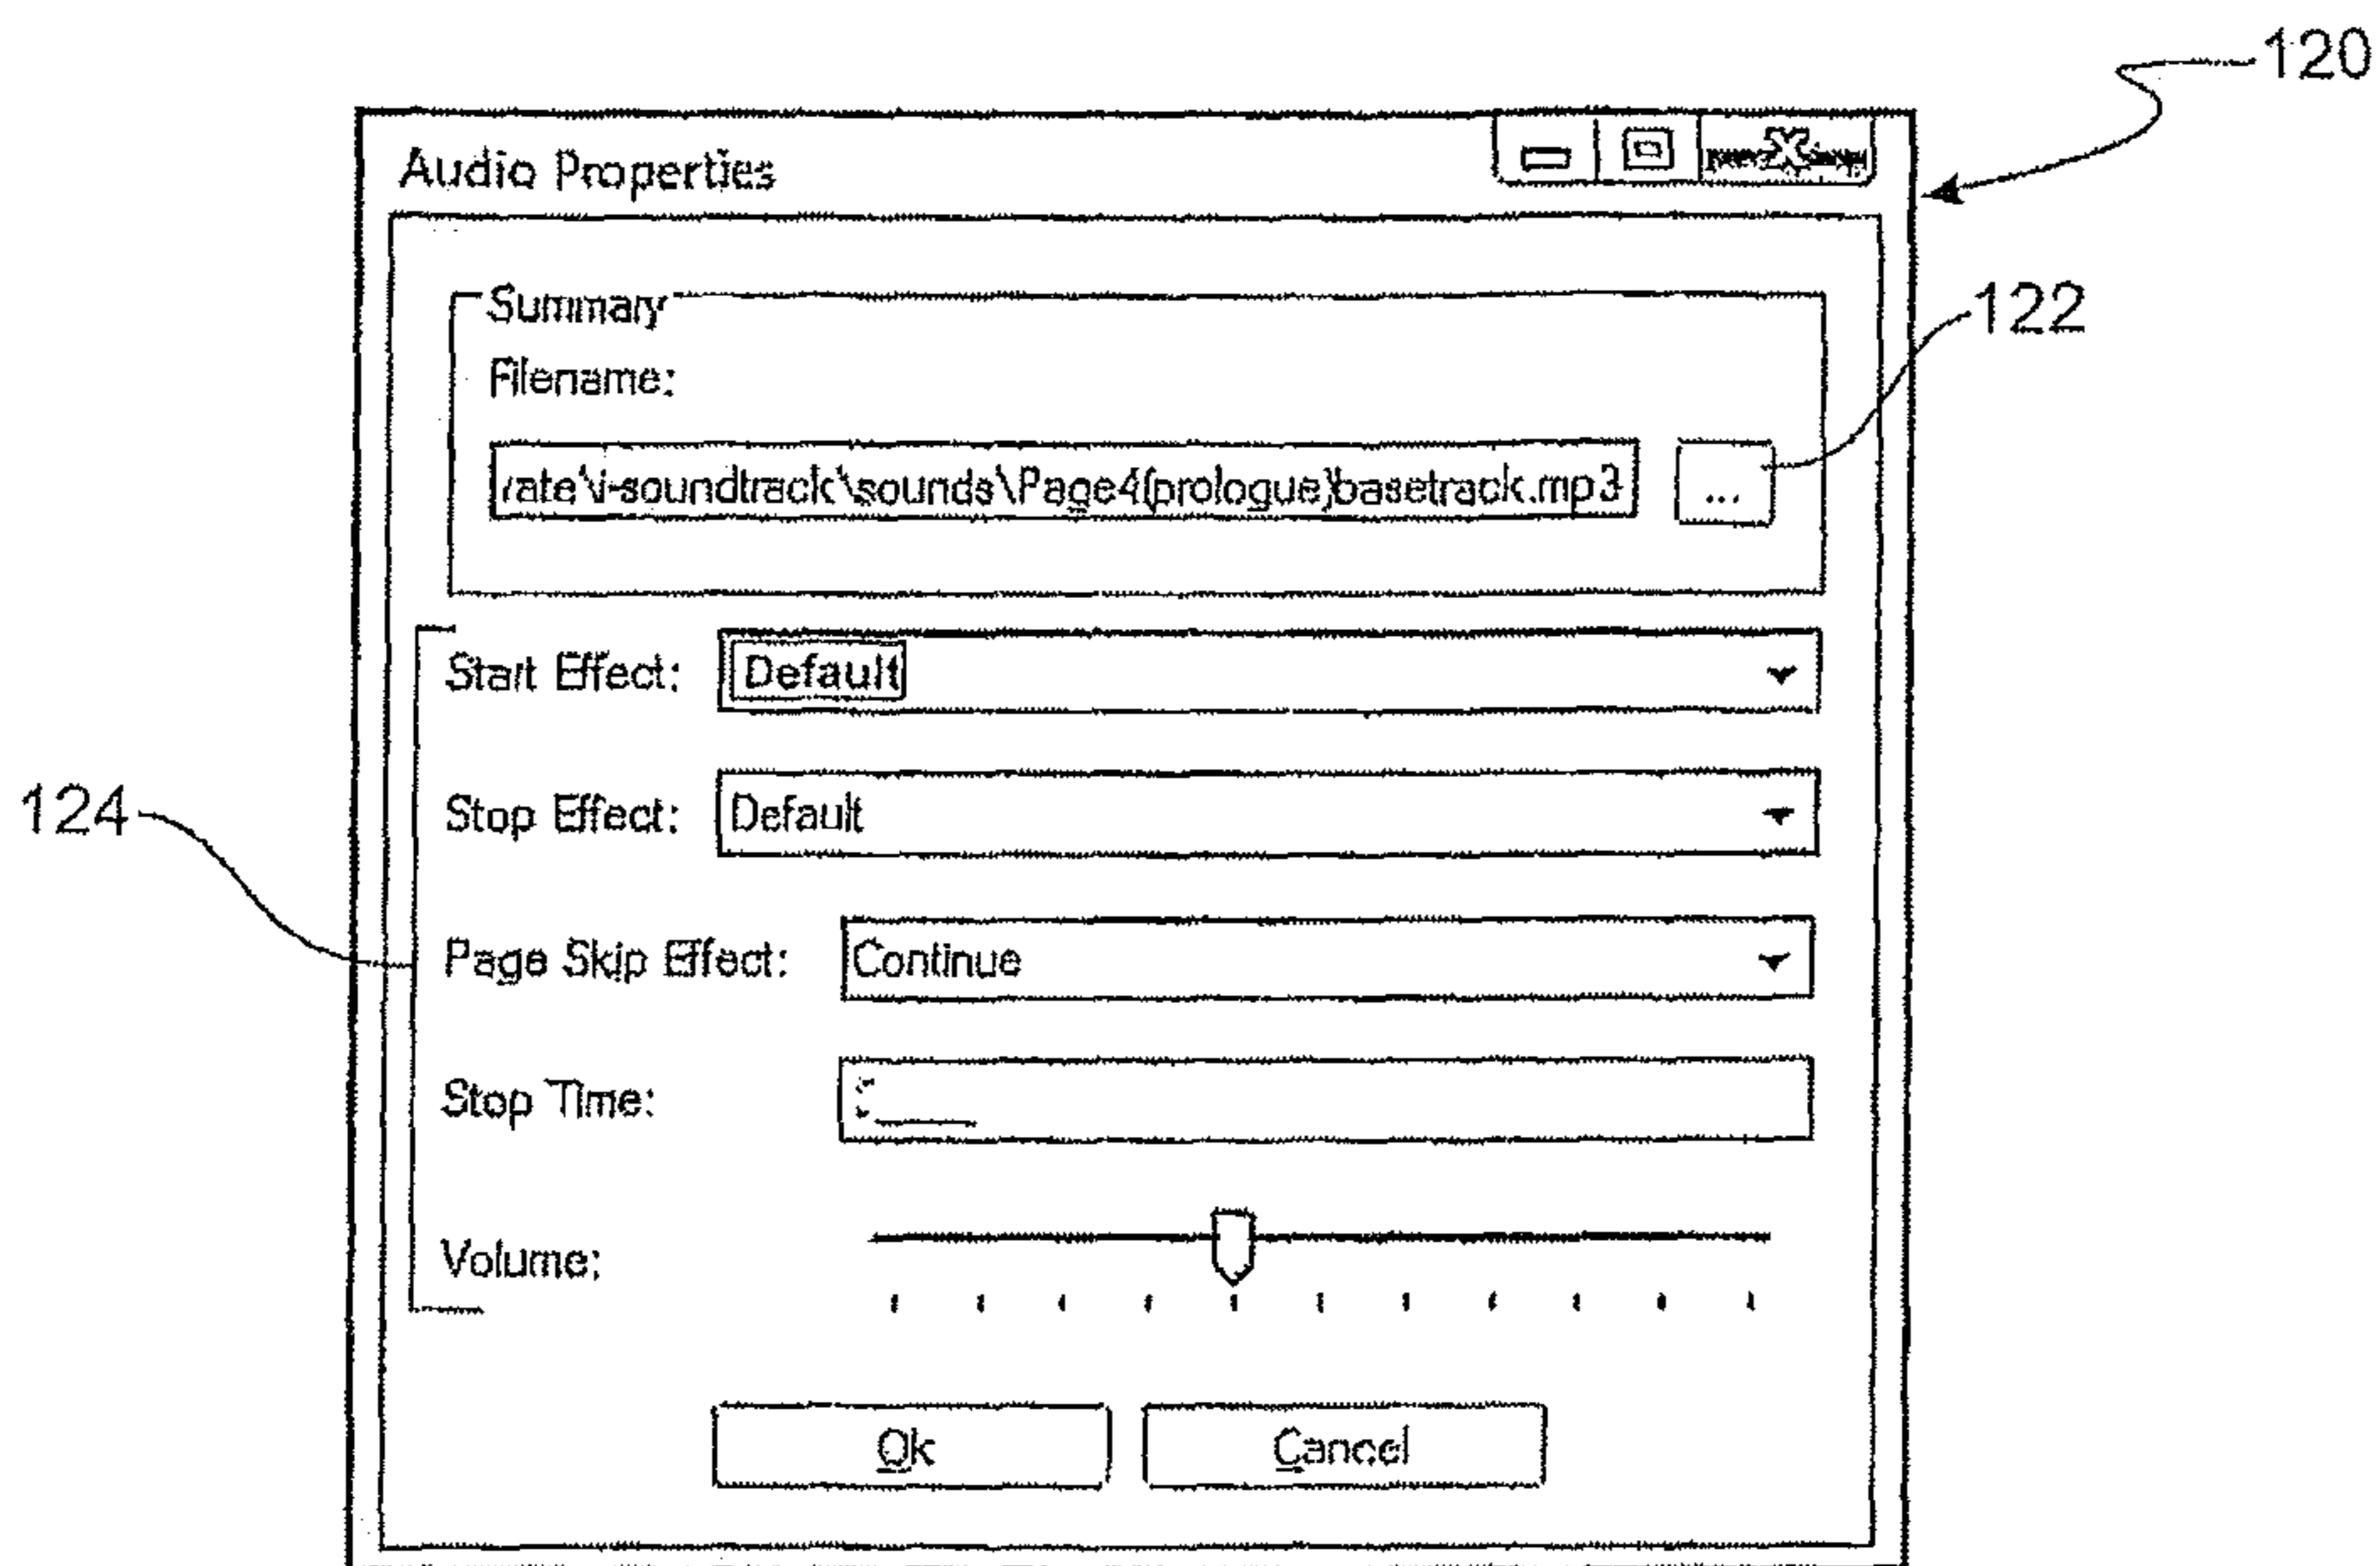 120
Audio Properties
Summary
122
Filename:
vate\i-soundtrack\sounds\Page4(prologue)basetrack.mp3 ...
Start Effect: Default
Stop Effect: Default
124
Page Skip Effect: Continue
Stop Time: :
Volume:
Ok Cancel